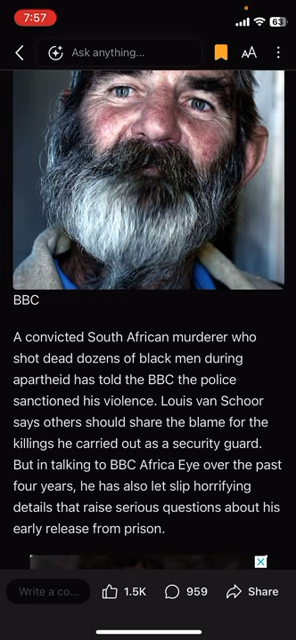 7:57
63
Ask anything...
AA
BBC
A convicted South African murderer who
shot dead dozens of black men during
apartheid has told the BBC the police
sanctioned his violence. Louis van Schoor
says others should share the blame for the
killings he carried out as a security guard.
But in talking to BBC Africa Eye over the past
four years, he has also let slip horrifying
details that raise serious questions about his
early release from prison.
Write a co...
1.5K
959
Share